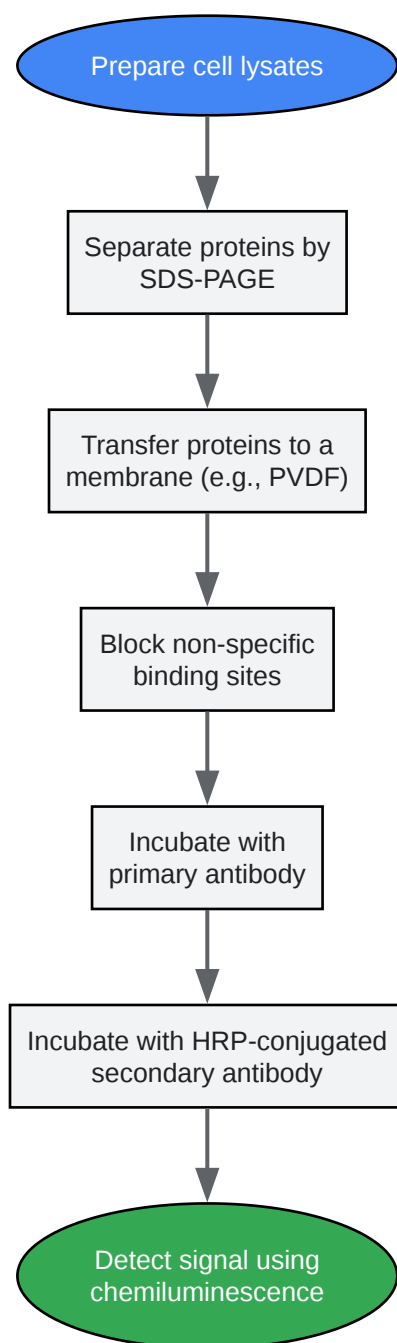 Prepare cell lysates
Separate proteins by
SDS-PAGE
Transfer proteins to a
membrane (e.g., PVDF)
Block non-specific
binding sites
Incubate with
primary antibody
Incubate with HRP-conjugated
secondary antibody
Detect signal using
chemiluminescence